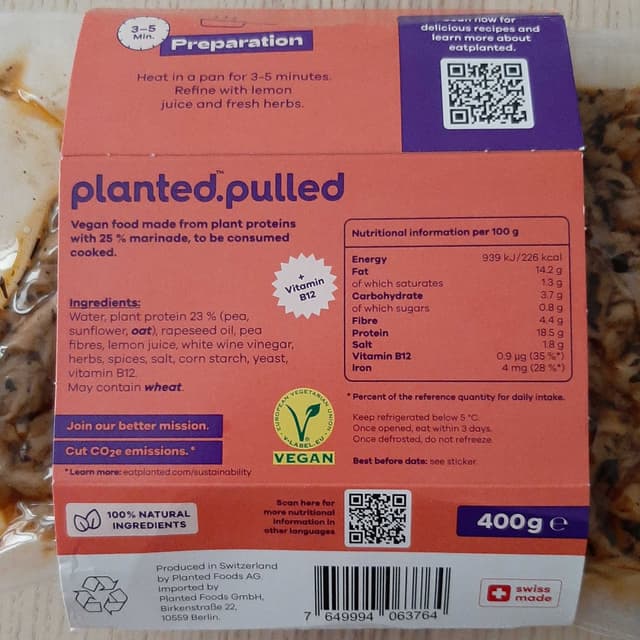 3–5
Min.
Preparation
Heat in a pan for 3-5 minutes.
Refine with lemon
juice and fresh herbs.
now for
delicious recipes and
learn more about
eatplanted.
planted.™pulled
Vegan food made from plant proteins
with 25 % marinade, to be consumed
cooked.
+
Vitamin
B12
Ingredients:
Water, plant protein 23 % (pea,
sunflower, oat), rapeseed oil, pea
fibres, lemon juice, white wine vinegar,
herbs, spices, salt, corn starch, yeast,
vitamin B12.
May contain wheat.
Nutritional information per 100 g
Energy 939 kJ/226 kcal
Fat 14.2 g
of which saturates 1.3 g
Carbohydrate 3.7 g
of which sugars 0.8 g
Fibre 4.4 g
Protein 18.5 g
Salt 1.8 g
Vitamin B12 0.9 µg (35 %*)
Iron 4 mg (28 %*)
* Percent of the reference quantity for daily intake.
Keep refrigerated below 5 °C.
Once opened, eat within 3 days.
Once defrosted, do not refreeze.
Best before date: see sticker.
EUROPEAN VEGETARIAN UNION
V-LABEL.EU
VEGAN
Join our better mission.
Cut CO2e emissions.*
*Learn more: eatplanted.com/sustainability
100% NATURAL
INGREDIENTS
Scan here for
more nutritional
information in
other languages
400g e
Produced in Switzerland
by Planted Foods AG.
Imported by
Planted Foods GmbH,
Birkenstraße 22,
10559 Berlin.
7 649994 063764
swiss
made